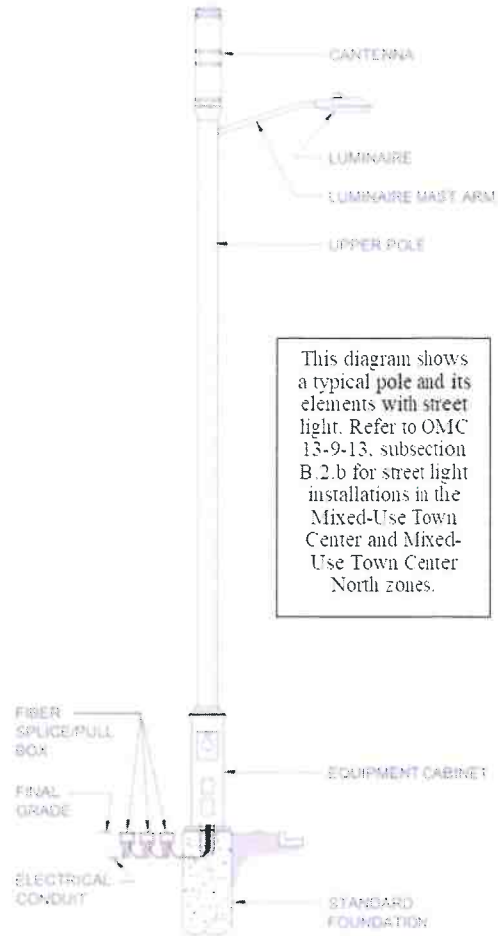 CANTENNA
LUMINAIRE
LUMINAIRE MAST ARM
UPPER POLE
This diagram shows
a typical pole and its
elements with street
light. Refer to OMC
13-9-13, subsection
B.2.b for street light
installations in the
Mixed-Use Town
Center and Mixed-
Use Town Center
North zones.
FIBER
SPLICE/PULL
BOX
EQUIPMENT CABINET
FINAL
GRADE
ELECTRICAL
CONDUIT
STANDARD
FOUNDATION